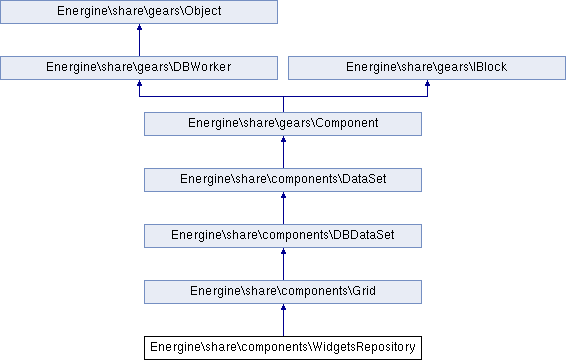 Energine\share\gears\Object
Energine\share\gears\DBWorker
Energine\share\gears\IBlock
Energine\share\gears\Component
Energine\share\components\DataSet
Energine\share\components\DBDataSet
Energine\share\components\Grid
Energine\share\components\WidgetsRepository